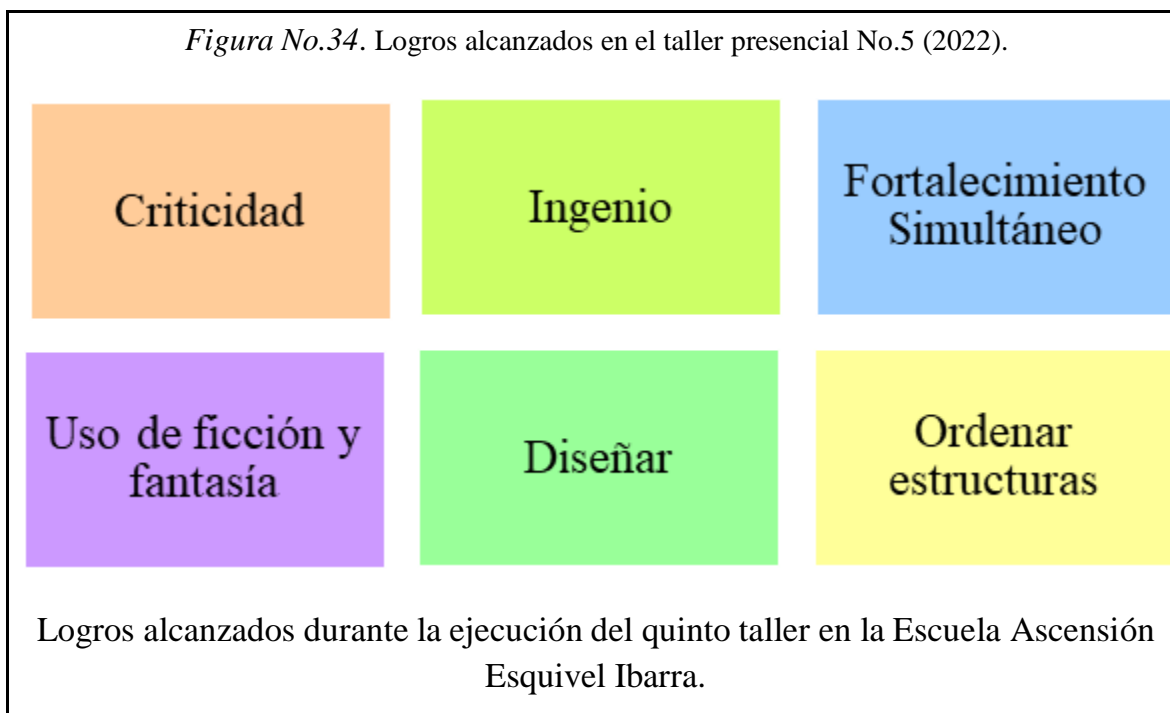 Figura No.34. Logros alcanzados en el taller presencial No.5 (2022).
Criticidad
Ingenio
Fortalecimiento
Simultáneo
Uso de ficción y
fantasía
Diseñar
Ordenar
estructuras
Logros alcanzados durante la ejecución del quinto taller en la Escuela Ascensión
Esquivel Ibarra.